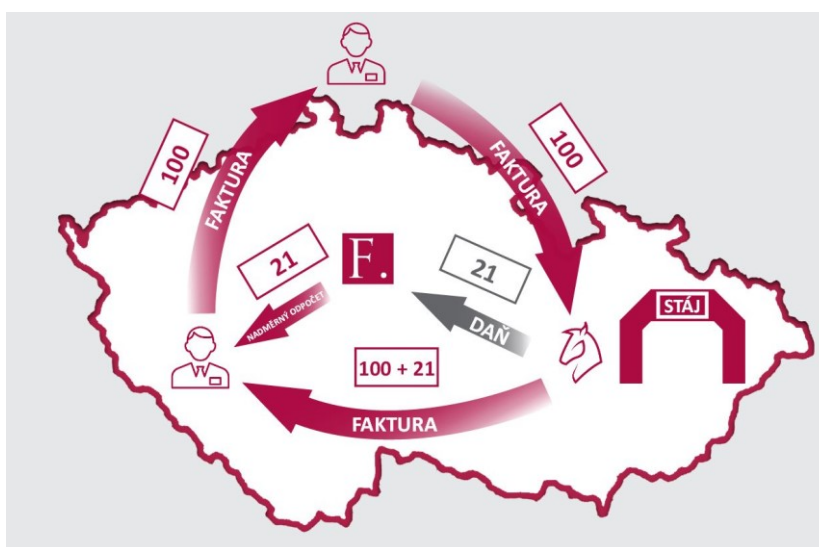 100
FAKTURA
FAKTURA
100
21
F.
21
NADMĚRNÝ ODPOČET
DAŇ
STÁJ
100 + 21
FAKTURA